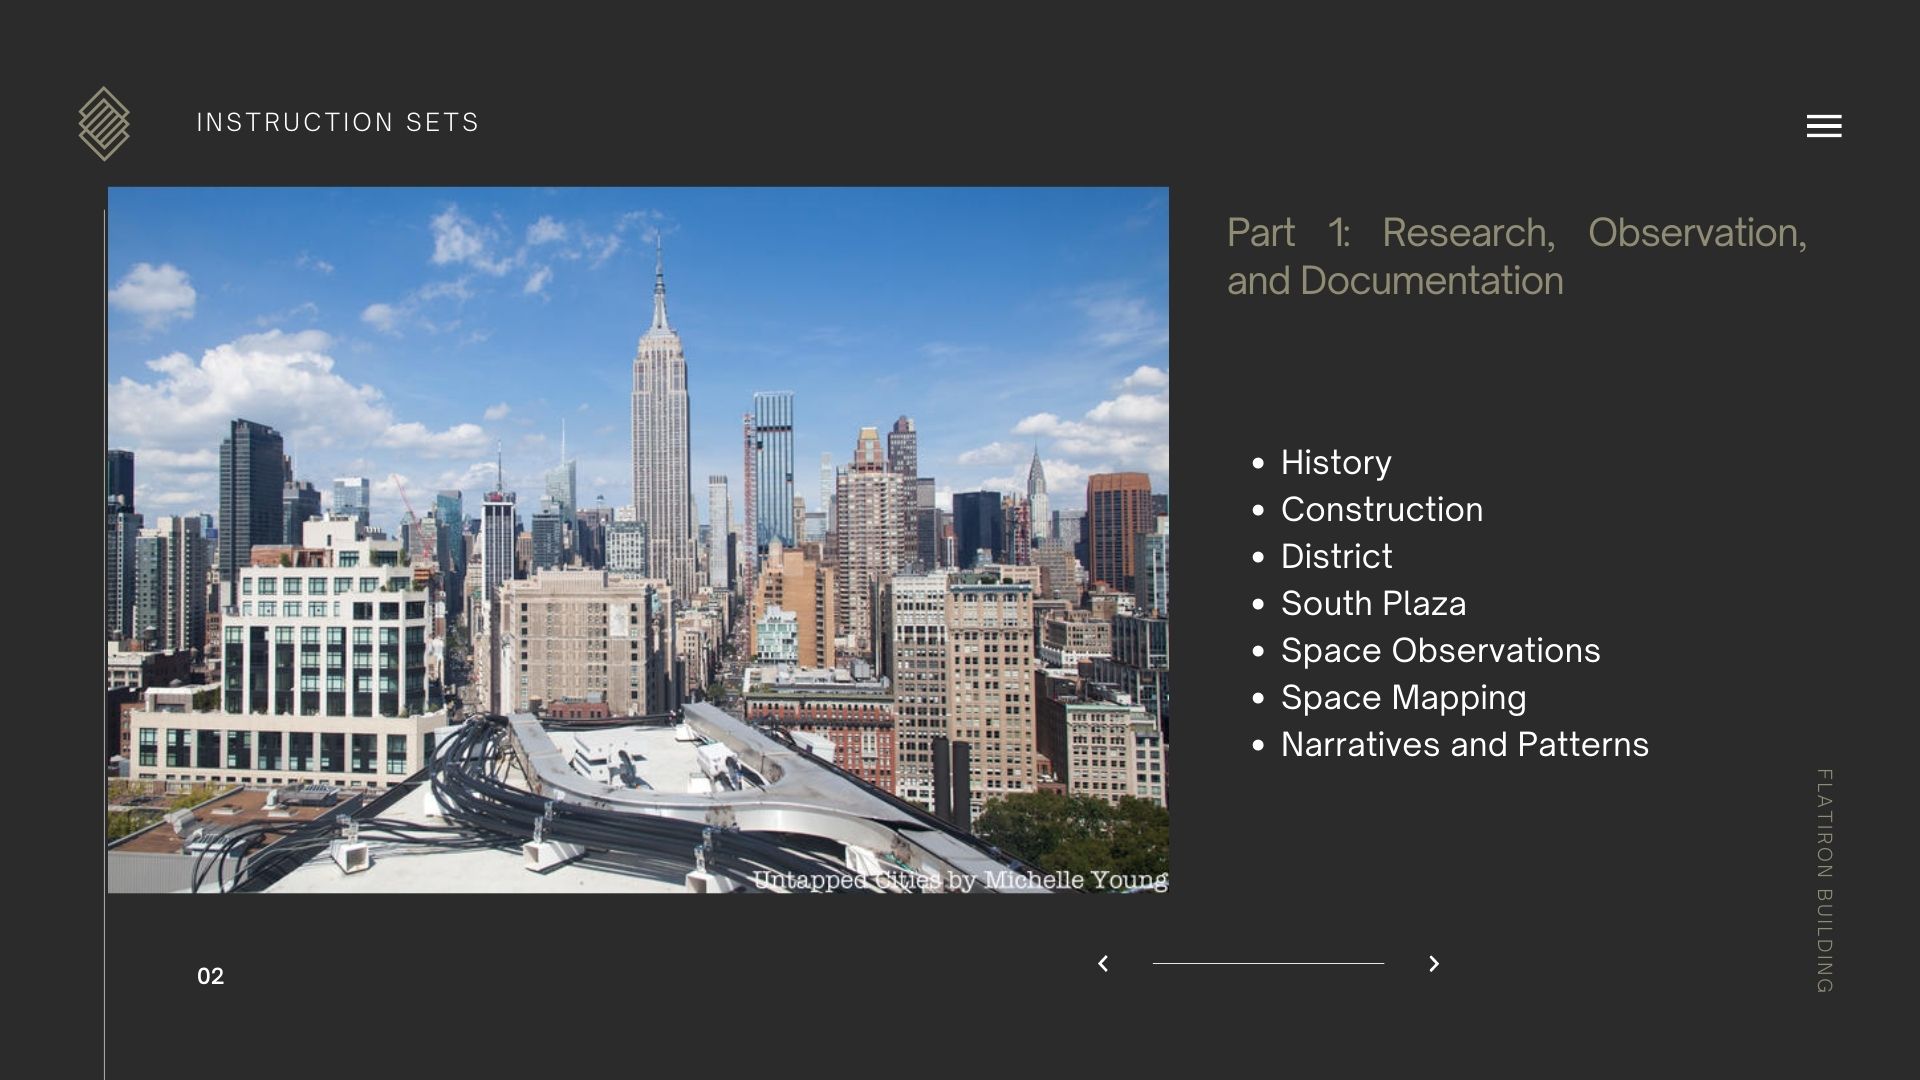 INSTRUCTION SETS
Part 1: Research, Observation,
and Documentation
• History
• Construction
• District
• South Plaza
• Space Observations
• Space Mapping
• Narratives and Patterns
Untapped Cities by Michelle Young
FLATIRON BUILDING
02